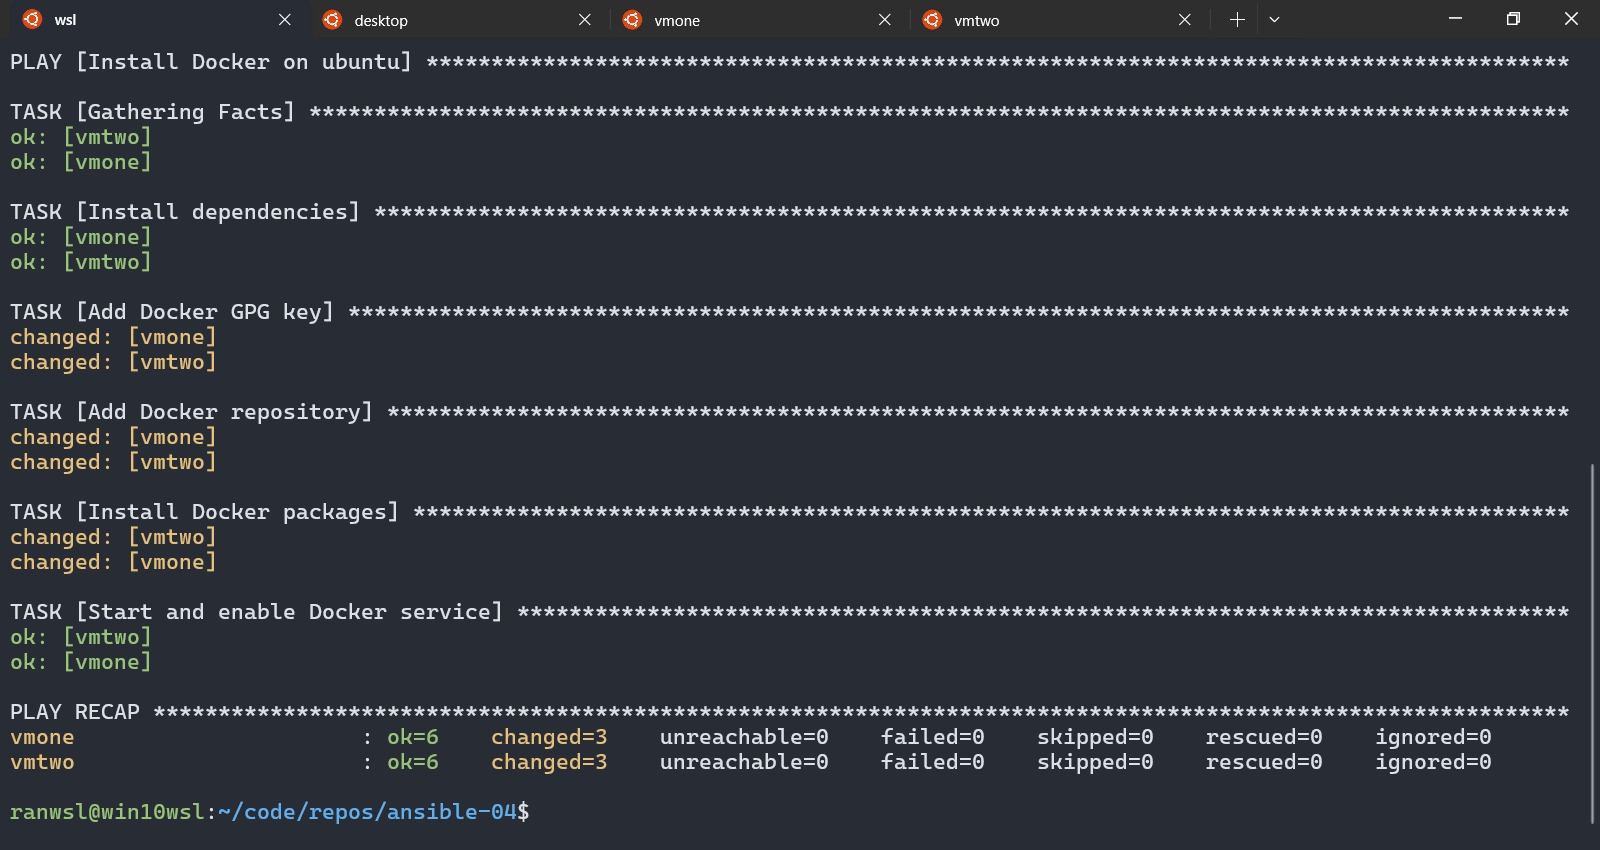 wsl desktop vmone vmtwo
PLAY [Install Docker on ubuntu] ****************************************************************************************
TASK [Gathering Facts] *************************************************************************************************
ok: [vmtwo]
ok: [vmone]
TASK [Install dependencies] ********************************************************************************************
ok: [vmone]
ok: [vmtwo]
TASK [Add Docker GPG key] **********************************************************************************************
changed: [vmone]
changed: [vmtwo]
TASK [Add Docker repository] *******************************************************************************************
changed: [vmone]
changed: [vmtwo]
TASK [Install Docker packages] *****************************************************************************************
changed: [vmtwo]
changed: [vmone]
TASK [Start and enable Docker service] *********************************************************************************
ok: [vmtwo]
ok: [vmone]
PLAY RECAP *************************************************************************************************************
vmone                      : ok=6    changed=3    unreachable=0    failed=0    skipped=0    rescued=0    ignored=0
vmtwo                      : ok=6    changed=3    unreachable=0    failed=0    skipped=0    rescued=0    ignored=0
ranwsl@win10wsl:~/code/repos/ansible-04$